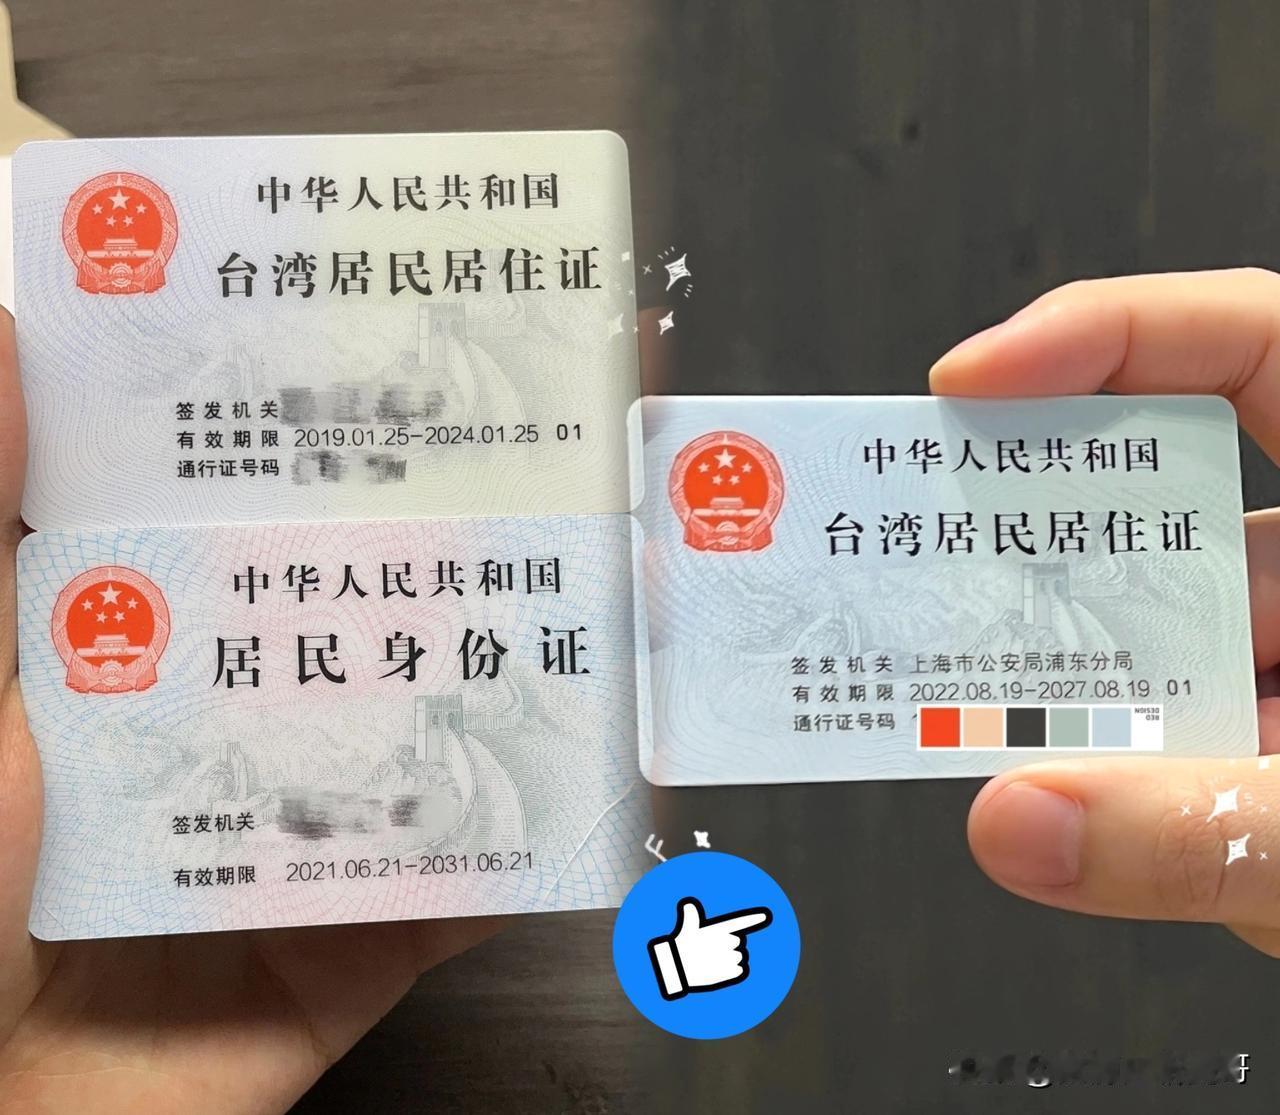 中华人民共和国
台湾居民居住证
签发机关
有效期限 2019.01.25-2024.01.25 01
通行证号码
中华人民共和国
居民身份证
签发机关
有效期限 2021.06.21-2031.06.21
中华人民共和国
台湾居民居住证
签发机关 上海市公安局浦东分局
有效期限 2022.08.19-2027.08.19 01
通行证号码
F